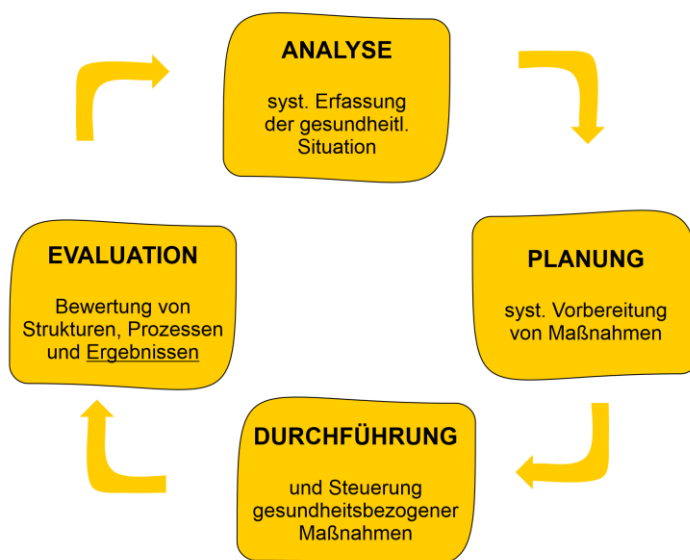 ANALYSE
syst. Erfassung
der gesundheitl.
Situation
PLANUNG
syst. Vorbereitung
von Maßnahmen
DURCHFÜHRUNG
und Steuerung
gesundheitsbezogener
Maßnahmen
EVALUATION
Bewertung von
Strukturen, Prozessen
und Ergebnissen